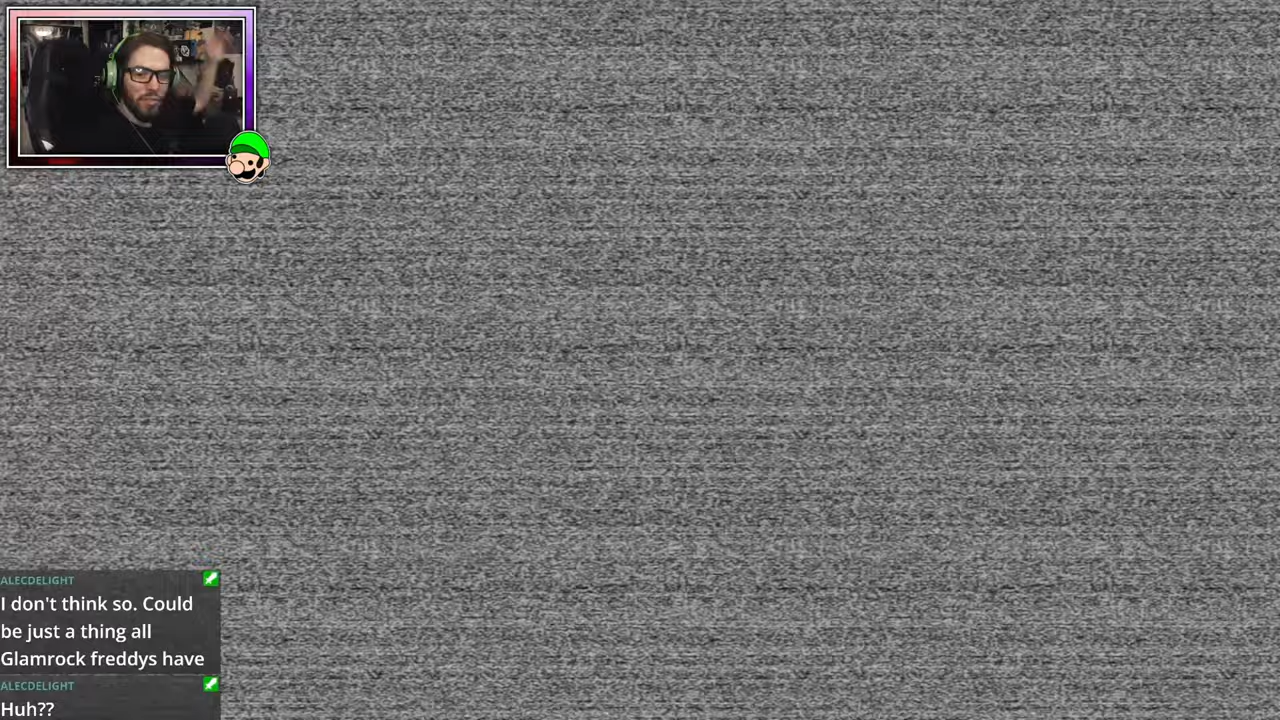 ALECDELIGHT
I don't think so. Could
be just a thing all
Glamrock freddys have
ALECDELIGHT
Huh??